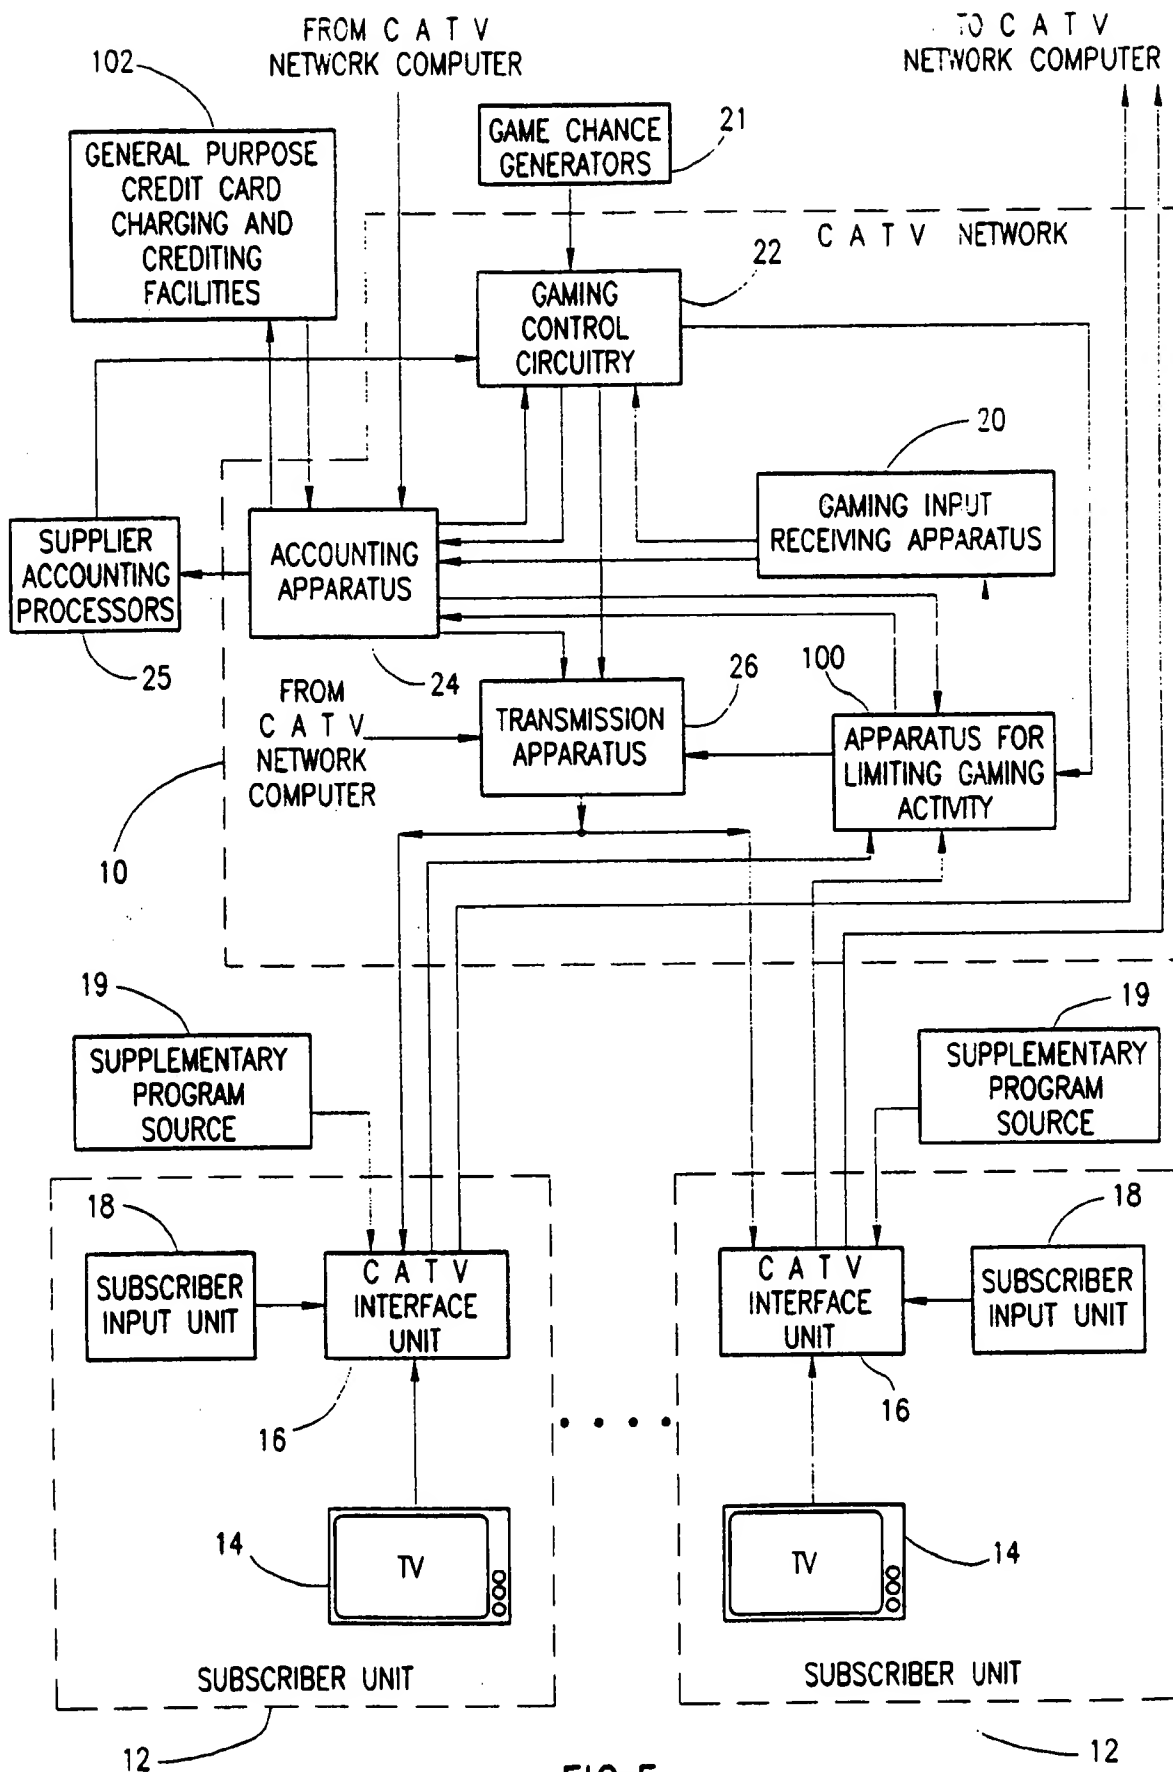 FROM C A T V
NETWORK COMPUTER
TO C A T V
NETWORK COMPUTER
102
GENERAL PURPOSE
CREDIT CARD
CHARGING AND
CREDITING
FACILITIES
GAME CHANCE
GENERATORS
21
C A T V NETWORK
22
GAMING
CONTROL
CIRCUITRY
20
GAMING INPUT
RECEIVING APPARATUS
SUPPLIER
ACCOUNTING
PROCESSORS
25
ACCOUNTING
APPARATUS
24
FROM
C A T V
NETWORK
COMPUTER
TRANSMISSION
APPARATUS
26
100
APPARATUS FOR
LIMITING GAMING
ACTIVITY
10
19
SUPPLEMENTARY
PROGRAM
SOURCE
19
SUPPLEMENTARY
PROGRAM
SOURCE
18
SUBSCRIBER
INPUT UNIT
C A T V
INTERFACE
UNIT
16
C A T V
INTERFACE
UNIT
16
18
SUBSCRIBER
INPUT UNIT
14
TV
TV
14
SUBSCRIBER UNIT
SUBSCRIBER UNIT
12
12